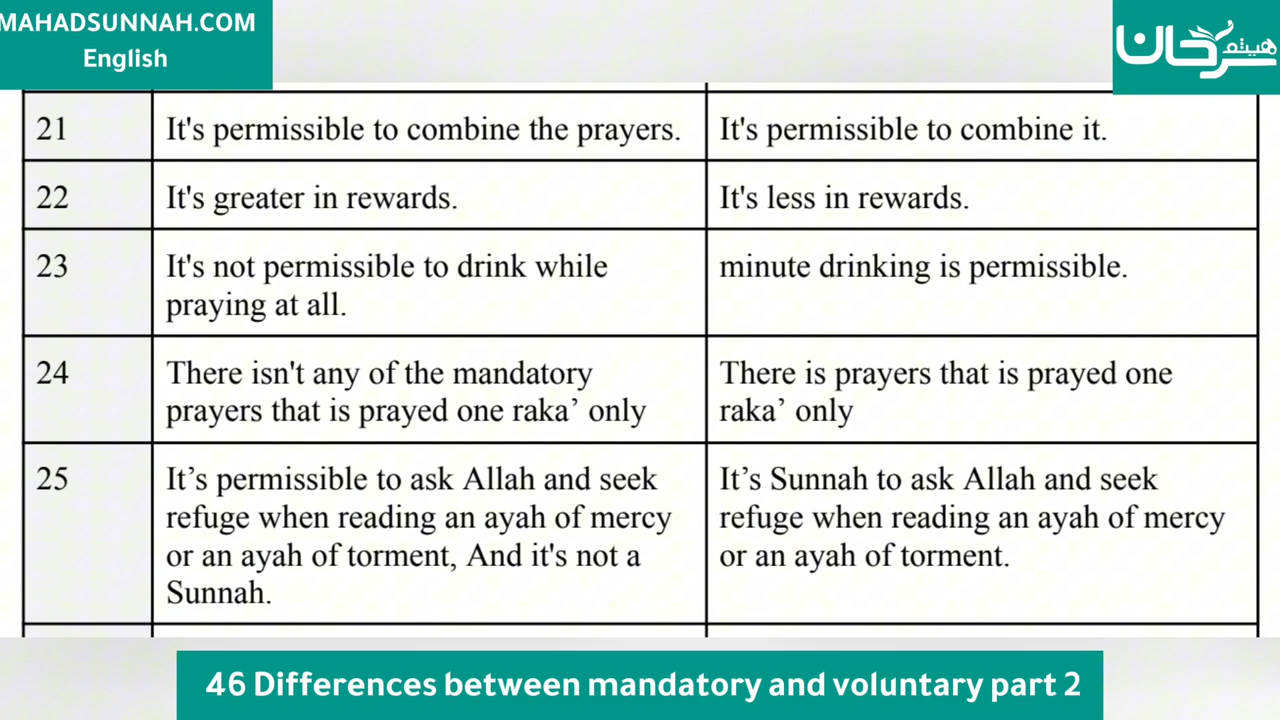 MAHADSUNNAH.COM
English
هيثم
سرحان
21 It's permissible to combine the prayers. It's permissible to combine it.
22 It's greater in rewards. It's less in rewards.
23 It's not permissible to drink while
praying at all.
minute drinking is permissible.
24 There isn't any of the mandatory
prayers that is prayed one raka’ only
There is prayers that is prayed one
raka’ only
25 It’s permissible to ask Allah and seek
refuge when reading an ayah of mercy
or an ayah of torment, And it's not a
Sunnah.
It’s Sunnah to ask Allah and seek
refuge when reading an ayah of mercy
or an ayah of torment.
46 Differences between mandatory and voluntary part 2